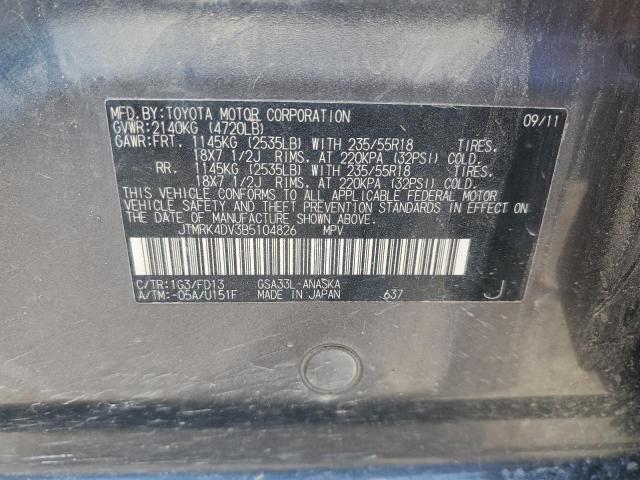 MFD.BY:TOYOTA MOTOR CORPORATION 09/11
GVWR:2140KG (4720LB)
GAWR:FRT. 1145KG (2535LB) WITH 235/55R18 TIRES.
18X7 1/2J RIMS. AT 220KPA (32PSI) COLD.
RR. 1145KG (2535LB) WITH 235/55R18 TIRES.
18X7 1/2J RIMS. AT 220KPA (32PSI) COLD.
THIS VEHICLE CONFORMS TO ALL APPLICABLE FEDERAL MOTOR
VEHICLE SAFETY AND THEFT PREVENTION STANDARDS IN EFFECT
ON THE DATE OF MANUFACTURE SHOWN ABOVE.
JTMRK4DV3B5104826 MPV
C/TR:1G3/FD13 GSA33L-ANASKA
A/TM:-05A/U151F MADE IN JAPAN 637 J